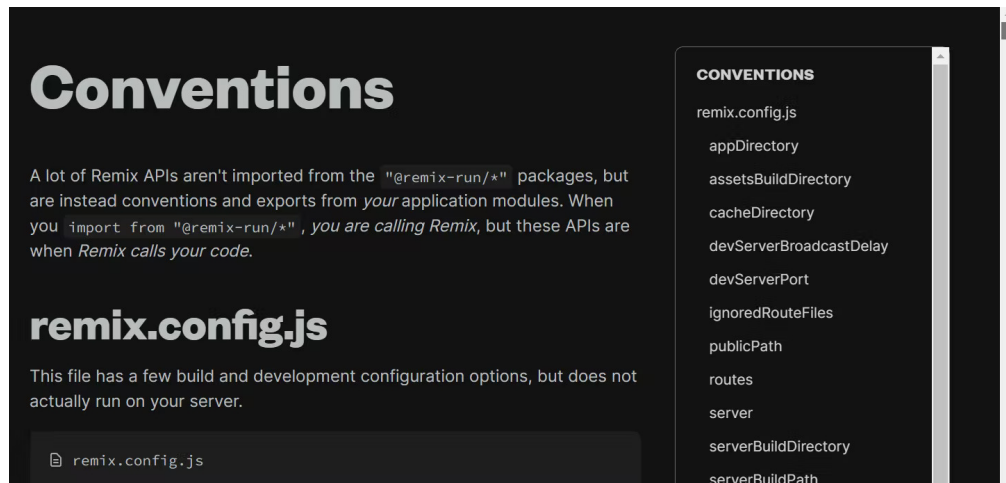 Conventions
A lot of Remix APIs aren't imported from the "@remix-run/*" packages, but
are instead conventions and exports from your application modules. When
you import from "@remix-run/*", you are calling Remix, but these APIs are
when Remix calls your code.
remix.config.js
This file has a few build and development configuration options, but does not
actually run on your server.
remix.config.js
CONVENTIONS
remix.config.js
appDirectory
assetsBuildDirectory
cacheDirectory
devServerBroadcastDelay
devServerPort
ignoredRouteFiles
publicPath
routes
server
serverBuildDirectory
serverBuildPath